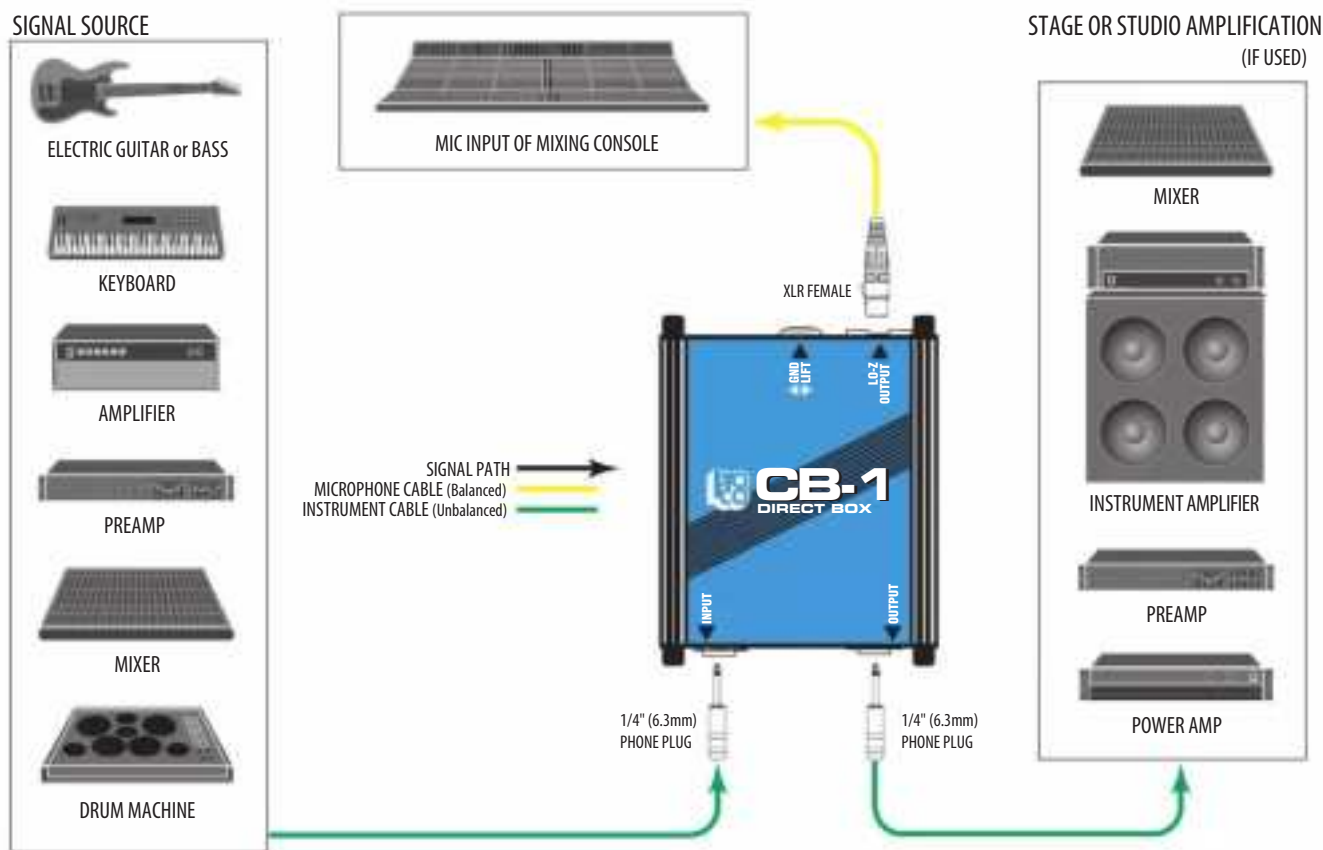 SIGNAL SOURCE
ELECTRIC GUITAR or BASS
KEYBOARD
AMPLIFIER
PREAMP
MIXER
DRUM MACHINE
MIC INPUT OF MIXING CONSOLE
XLR FEMALE
SIGNAL PATH
MICROPHONE CABLE (Balanced)
INSTRUMENT CABLE (Unbalanced)
GND
LIFT
LO-Z
OUTPUT
CB-1
DIRECT BOX
INPUT
OUTPUT
1/4" (6.3mm)
PHONE PLUG
1/4" (6.3mm)
PHONE PLUG
STAGE OR STUDIO AMPLIFICATION
(IF USED)
MIXER
INSTRUMENT AMPLIFIER
PREAMP
POWER AMP